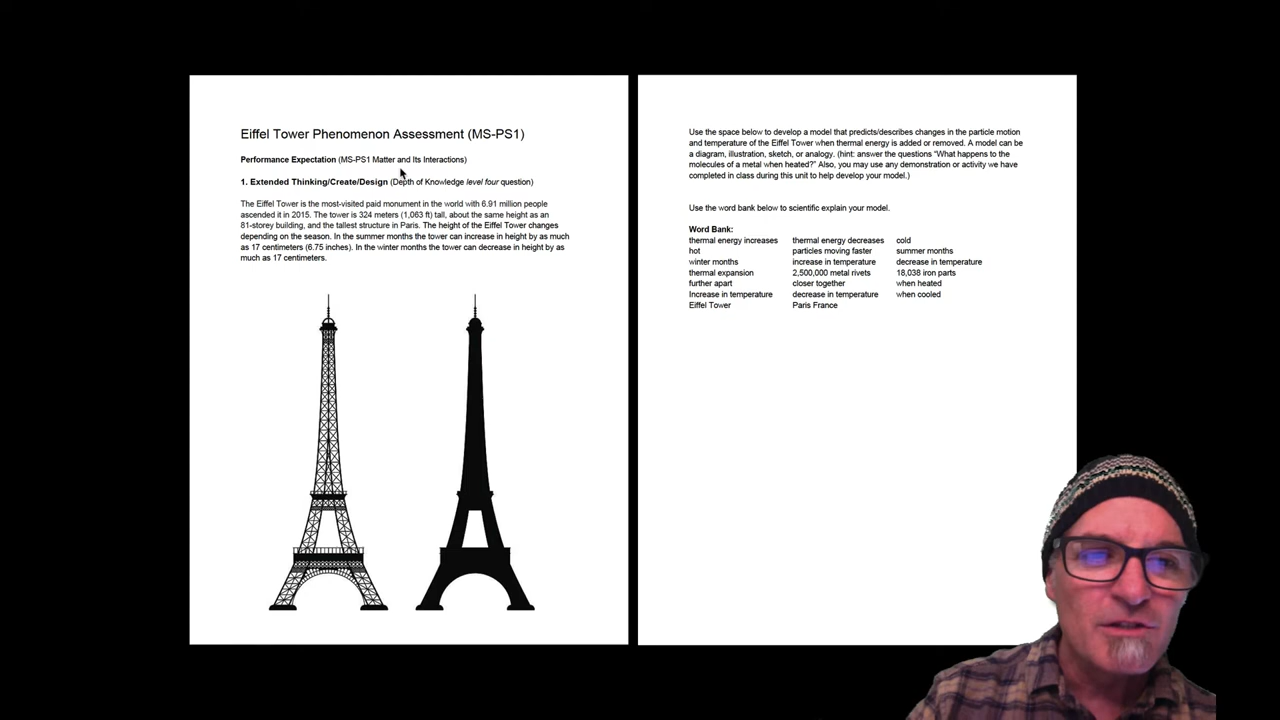 Eiffel Tower Phenomenon Assessment (MS-PS1)
Performance Expectation (MS-PS1 Matter and Its Interactions)
1. Extended Thinking/Create/Design (Depth of Knowledge level four question)
The Eiffel Tower is the most-visited paid monument in the world with 6.91 million people
ascended it in 2015. The tower is 324 meters (1,063 ft) tall, about the same height as an
81-storey building, and the tallest structure in Paris. The height of the Eiffel Tower changes
depending on the season. In the summer months the tower can increase in height by as much
as 17 centimeters (6.75 inches). In the winter months the tower can decrease in height by as
much as 17 centimeters.
Use the space below to develop a model that predicts/describes changes in the particle motion
and temperature of the Eiffel Tower when thermal energy is added or removed. A model can be
a diagram, illustration, sketch, or analogy. (hint: answer the questions "What happens to the
molecules of a metal when heated?" Also, you may use any demonstration or activity we have
completed in class during this unit to help develop your model.)
Use the word bank below to scientific explain your model.
Word Bank:
thermal energy increases thermal energy decreases cold
hot particles moving faster summer months
winter months increase in temperature decrease in temperature
thermal expansion 2,500,000 metal rivets 18,038 iron parts
further apart closer together when heated
Increase in temperature decrease in temperature when cooled
Eiffel Tower Paris France